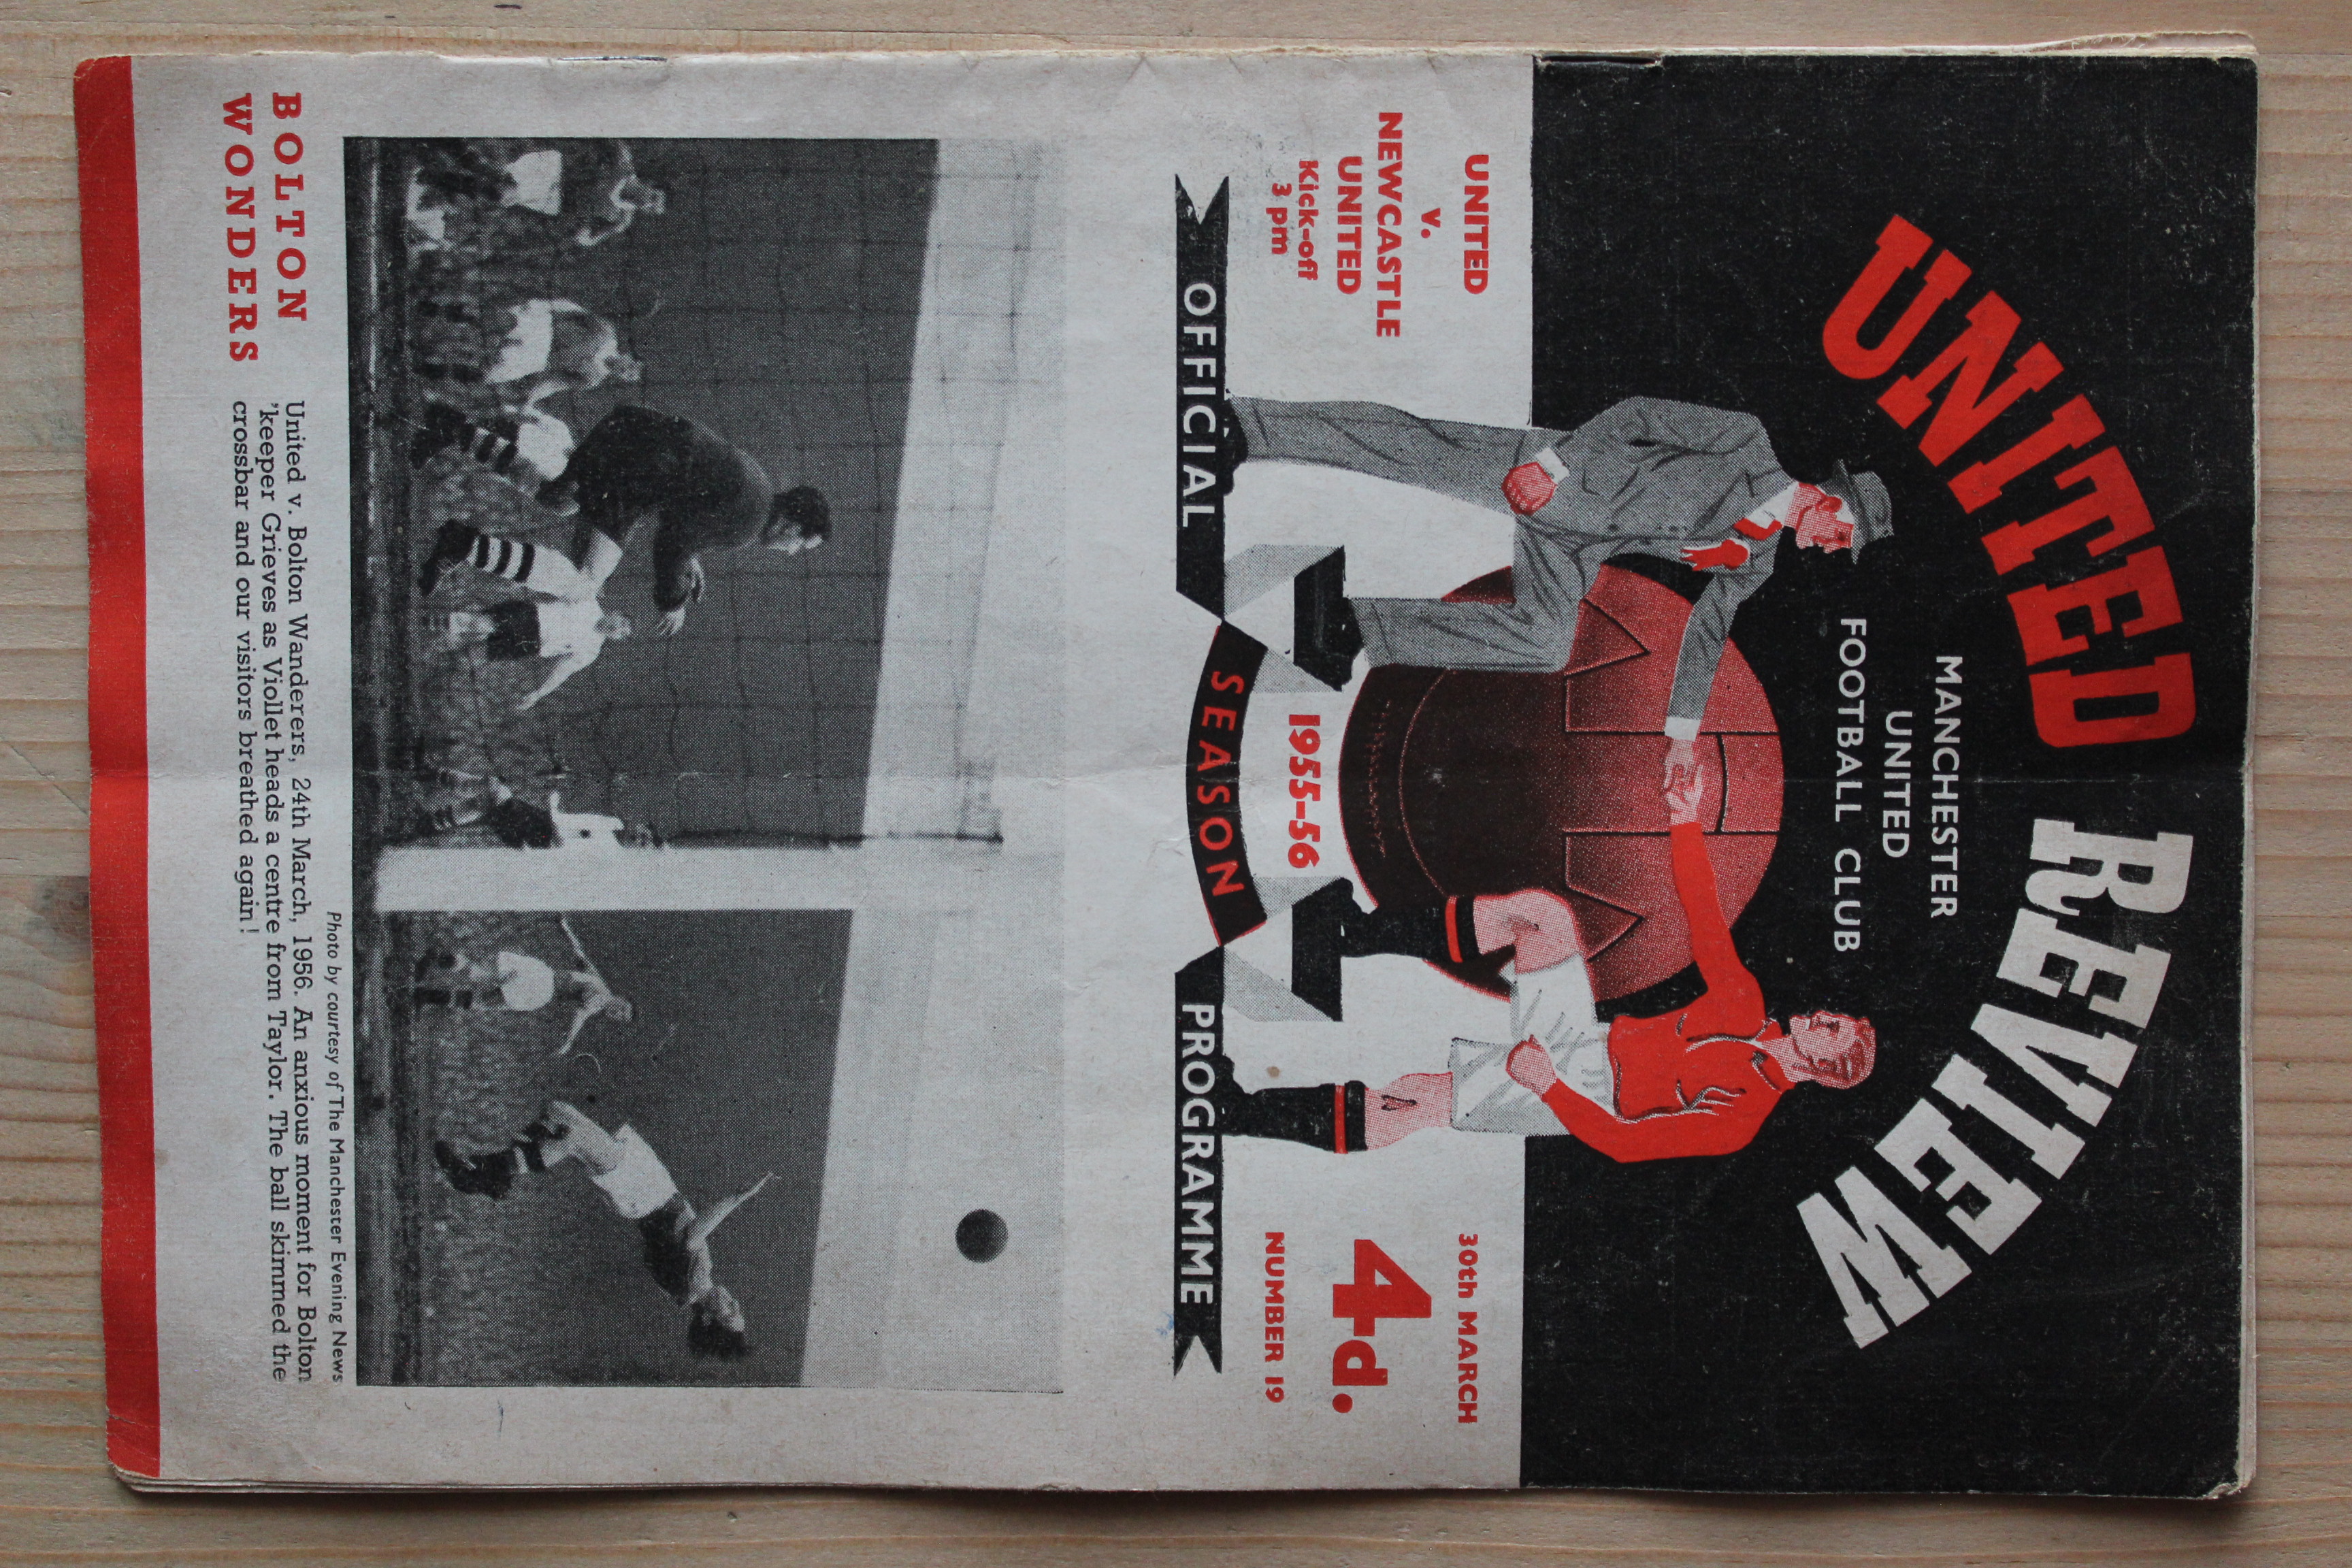 UNITED REVIEW
MANCHESTER
UNITED
FOOTBALL CLUB
UNITED
v.
NEWCASTLE
UNITED
Kick-off
3 pm
30th MARCH
4d.
NUMBER 19
1955-56
SEASON
OFFICIAL
PROGRAMME
Photo by courtesy of The Manchester Evening News
BOLTON
WONDERS
United v. Bolton Wanderers, 24th March, 1956. An anxious moment for Bolton
'keeper Grieves as Viollet heads a centre from Taylor. The ball skimmed the
crossbar and our visitors breathed again!